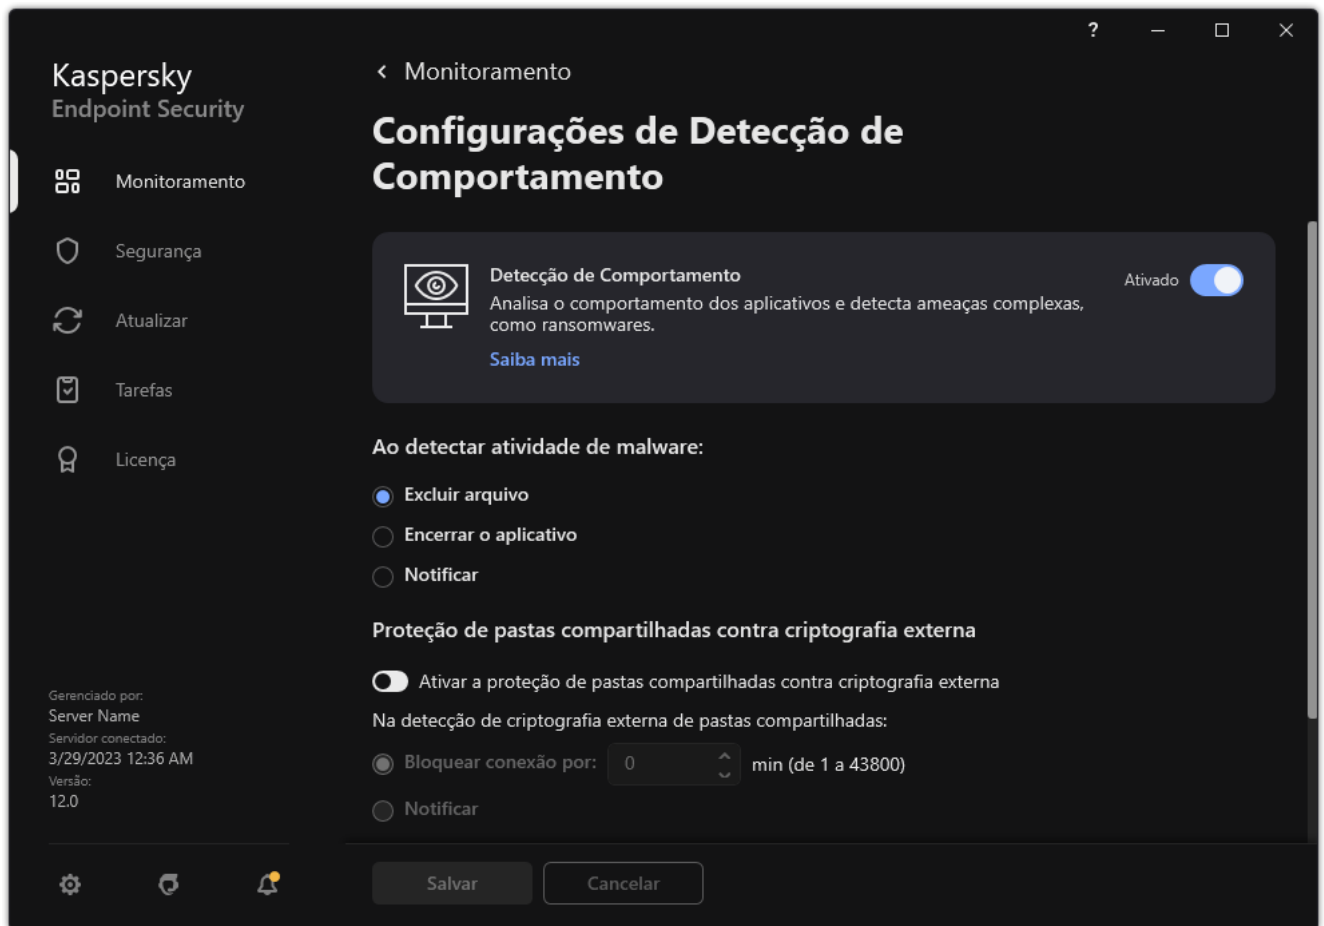 ?
Kaspersky
Endpoint Security
Monitoramento
Segurança
Atualizar
Tarefas
Licença
Gerenciado por:
Server Name
Servidor conectado:
3/29/2023 12:36 AM
Versão:
12.0
Monitoramento
Configurações de Detecção de
Comportamento
Detecção de Comportamento
Ativado
Analisa o comportamento dos aplicativos e detecta ameaças complexas,
como ransomwares.
Saiba mais
Ao detectar atividade de malware:
Excluir arquivo
Encerrar o aplicativo
Notificar
Proteção de pastas compartilhadas contra criptografia externa
Ativar a proteção de pastas compartilhadas contra criptografia externa
Na detecção de criptografia externa de pastas compartilhadas:
Bloquear conexão por: 0 min (de 1 a 43800)
Notificar
Salvar Cancelar